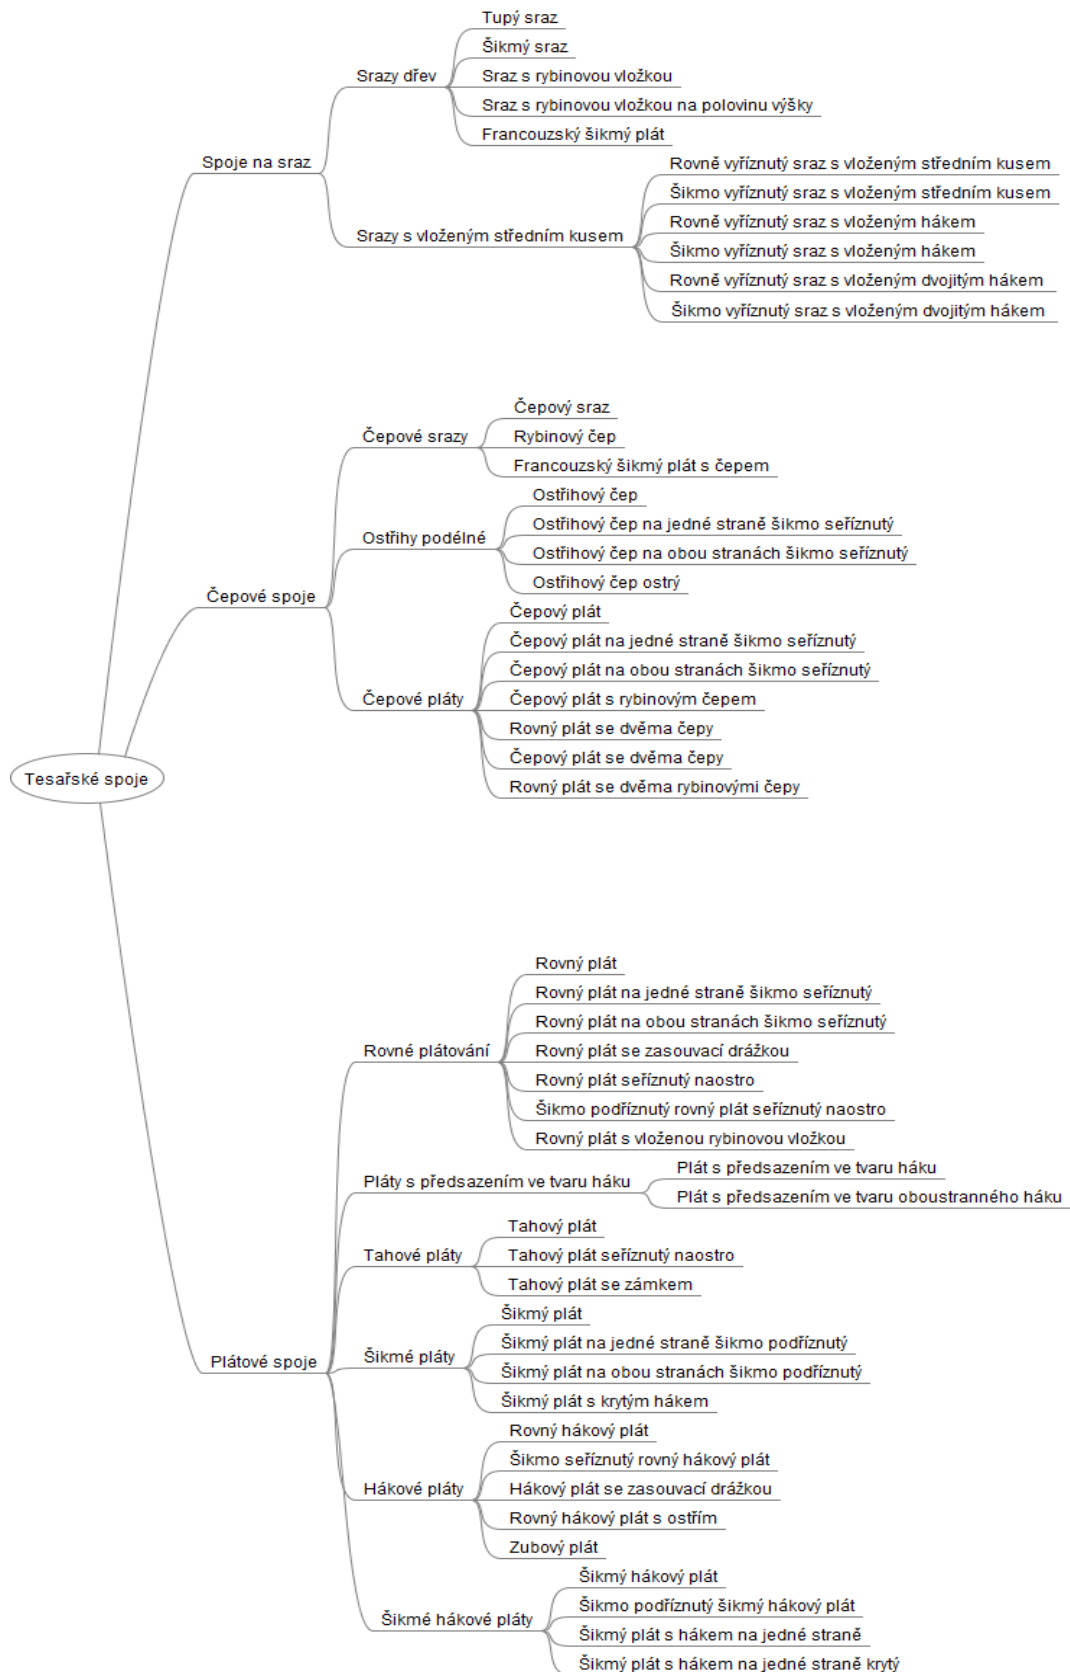 Tesařské spoje
Spoje na sraz
Srazy dřev
Tupý sraz
Šikmý sraz
Sraz s rybinovou vložkou
Sraz s rybinovou vložkou na polovinu výšky
Francouzský šikmý plát
Srazy s vloženým středním kusem
Rovně vyříznutý sraz s vloženým středním kusem
Šikmo vyříznutý sraz s vloženým středním kusem
Rovně vyříznutý sraz s vloženým hákem
Šikmo vyříznutý sraz s vloženým hákem
Rovně vyříznutý sraz s vloženým dvojitým hákem
Šikmo vyříznutý sraz s vloženým dvojitým hákem
Čepové spoje
Čepové srazy
Čepový sraz
Rybinový čep
Francouzský šikmý plát s čepem
Ostřihy podélné
Ostřihový čep
Ostřihový čep na jedné straně šikmo seříznutý
Ostřihový čep na obou stranách šikmo seříznutý
Ostřihový čep ostrý
Čepové pláty
Čepový plát
Čepový plát na jedné straně šikmo seříznutý
Čepový plát na obou stranách šikmo seříznutý
Čepový plát s rybinovým čepem
Rovný plát se dvěma čepy
Čepový plát se dvěma čepy
Rovný plát se dvěma rybinovými čepy
Plátové spoje
Rovné plátování
Rovný plát
Rovný plát na jedné straně šikmo seříznutý
Rovný plát na obou stranách šikmo seříznutý
Rovný plát se zasouvací drážkou
Rovný plát seříznutý naostro
Šikmo podříznutý rovný plát seříznutý naostro
Rovný plát s vloženou rybinovou vložkou
Pláty s předsazením ve tvaru háku
Plát s předsazením ve tvaru háku
Plát s předsazením ve tvaru oboustranného háku
Tahové pláty
Tahový plát
Tahový plát seříznutý naostro
Tahový plát se zámkem
Šikmé pláty
Šikmý plát
Šikmý plát na jedné straně šikmo podříznutý
Šikmý plát na obou stranách šikmo podříznutý
Šikmý plát s krytým hákem
Hákové pláty
Rovný hákový plát
Šikmo seříznutý rovný hákový plát
Hákový plát se zasouvací drážkou
Rovný hákový plát s ostřím
Zubový plát
Šikmé hákové pláty
Šikmý hákový plát
Šikmo podříznutý šikmý hákový plát
Šikmý plát s hákem na jedné straně
Šikmý plát s hákem na jedné straně krytý